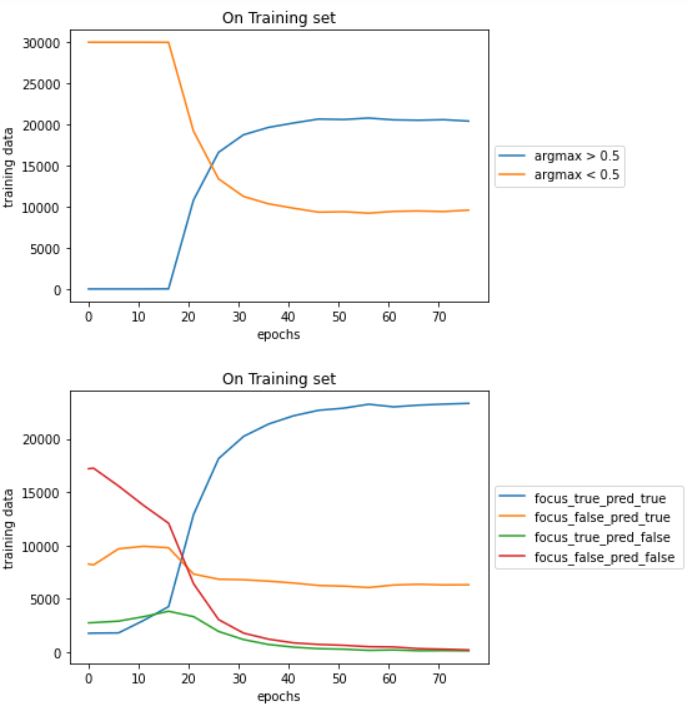 On Training set
30000
25000
20000
15000
10000
5000
0
training data
0 10 20 30 40 50 60 70
epochs
argmax > 0.5
argmax < 0.5
On Training set
20000
15000
10000
5000
0
training data
0 10 20 30 40 50 60 70
epochs
focus_true_pred_true
focus_false_pred_true
focus_true_pred_false
focus_false_pred_false